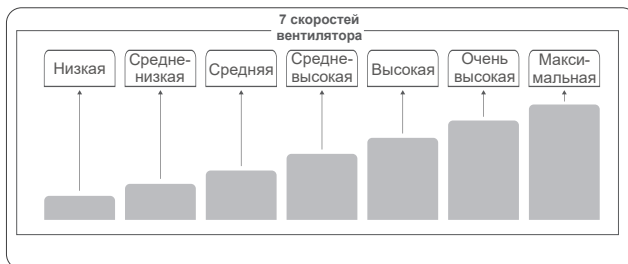 7 скоростей
вентилятора
Низкая
Средне-
низкая
Средняя
Средне-
высокая
Высокая
Очень
высокая
Макси-
мальная